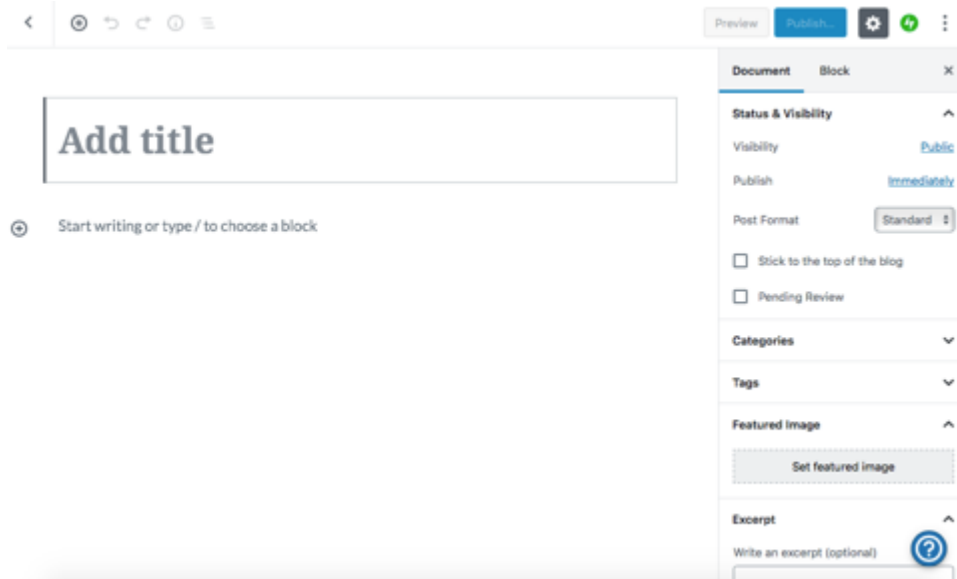 Preview
Publish...
Document Block
Add title
Start writing or type / to choose a block
Status & Visibility
Visibility Public
Publish Immediately
Post Format Standard
Stick to the top of the blog
Pending Review
Categories
Tags
Featured Image
Set featured image
Excerpt
Write an excerpt (optional)